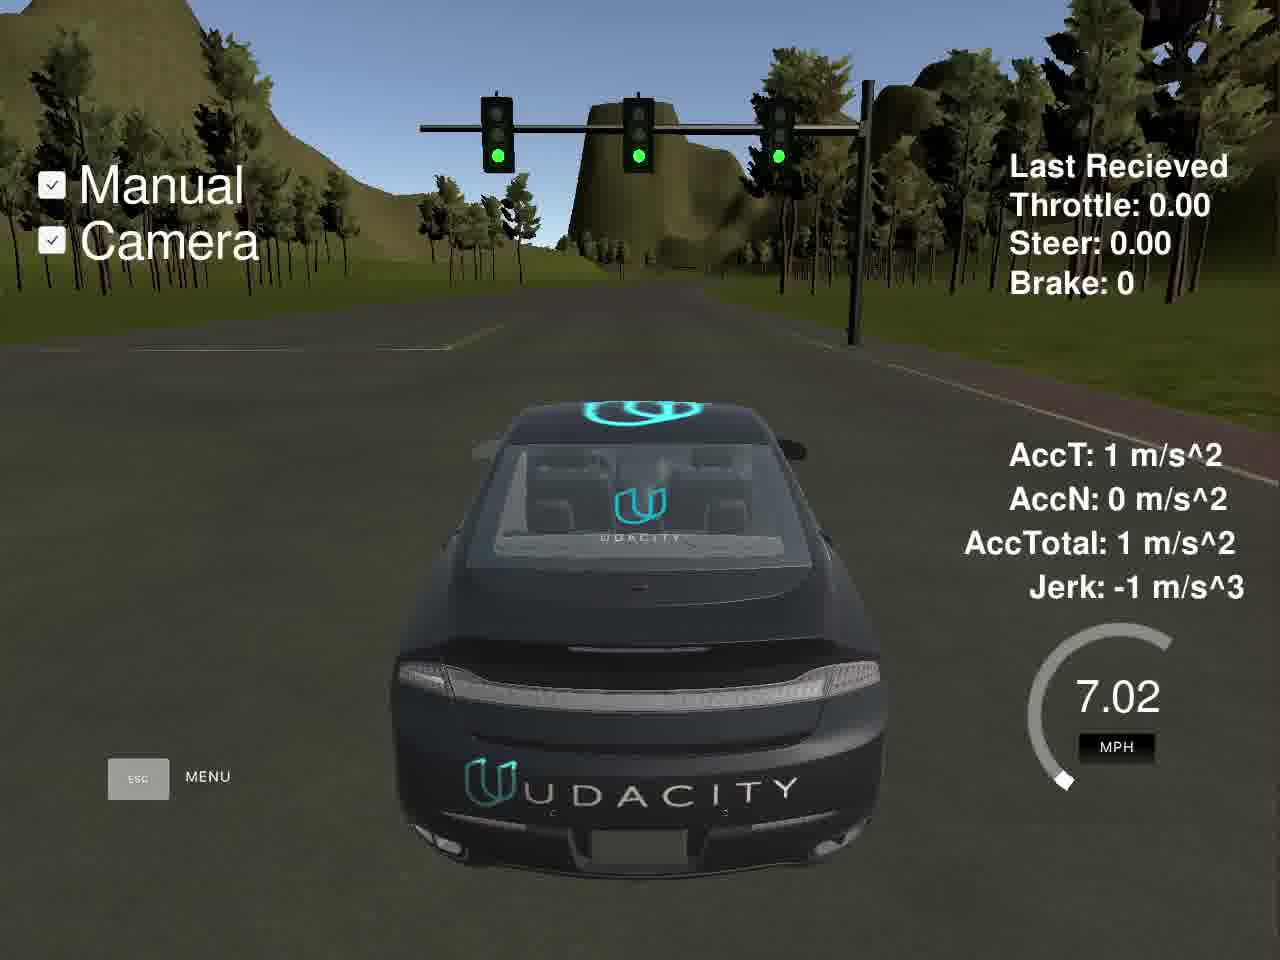 Manual
Camera
Last Recieved
Throttle: 0.00
Steer: 0.00
Brake: 0
AccT: 1 m/s^2
AccN: 0 m/s^2
AccTotal: 1 m/s^2
Jerk: -1 m/s^3
7.02
MPH
ESC MENU
UDACITY
UDACITY